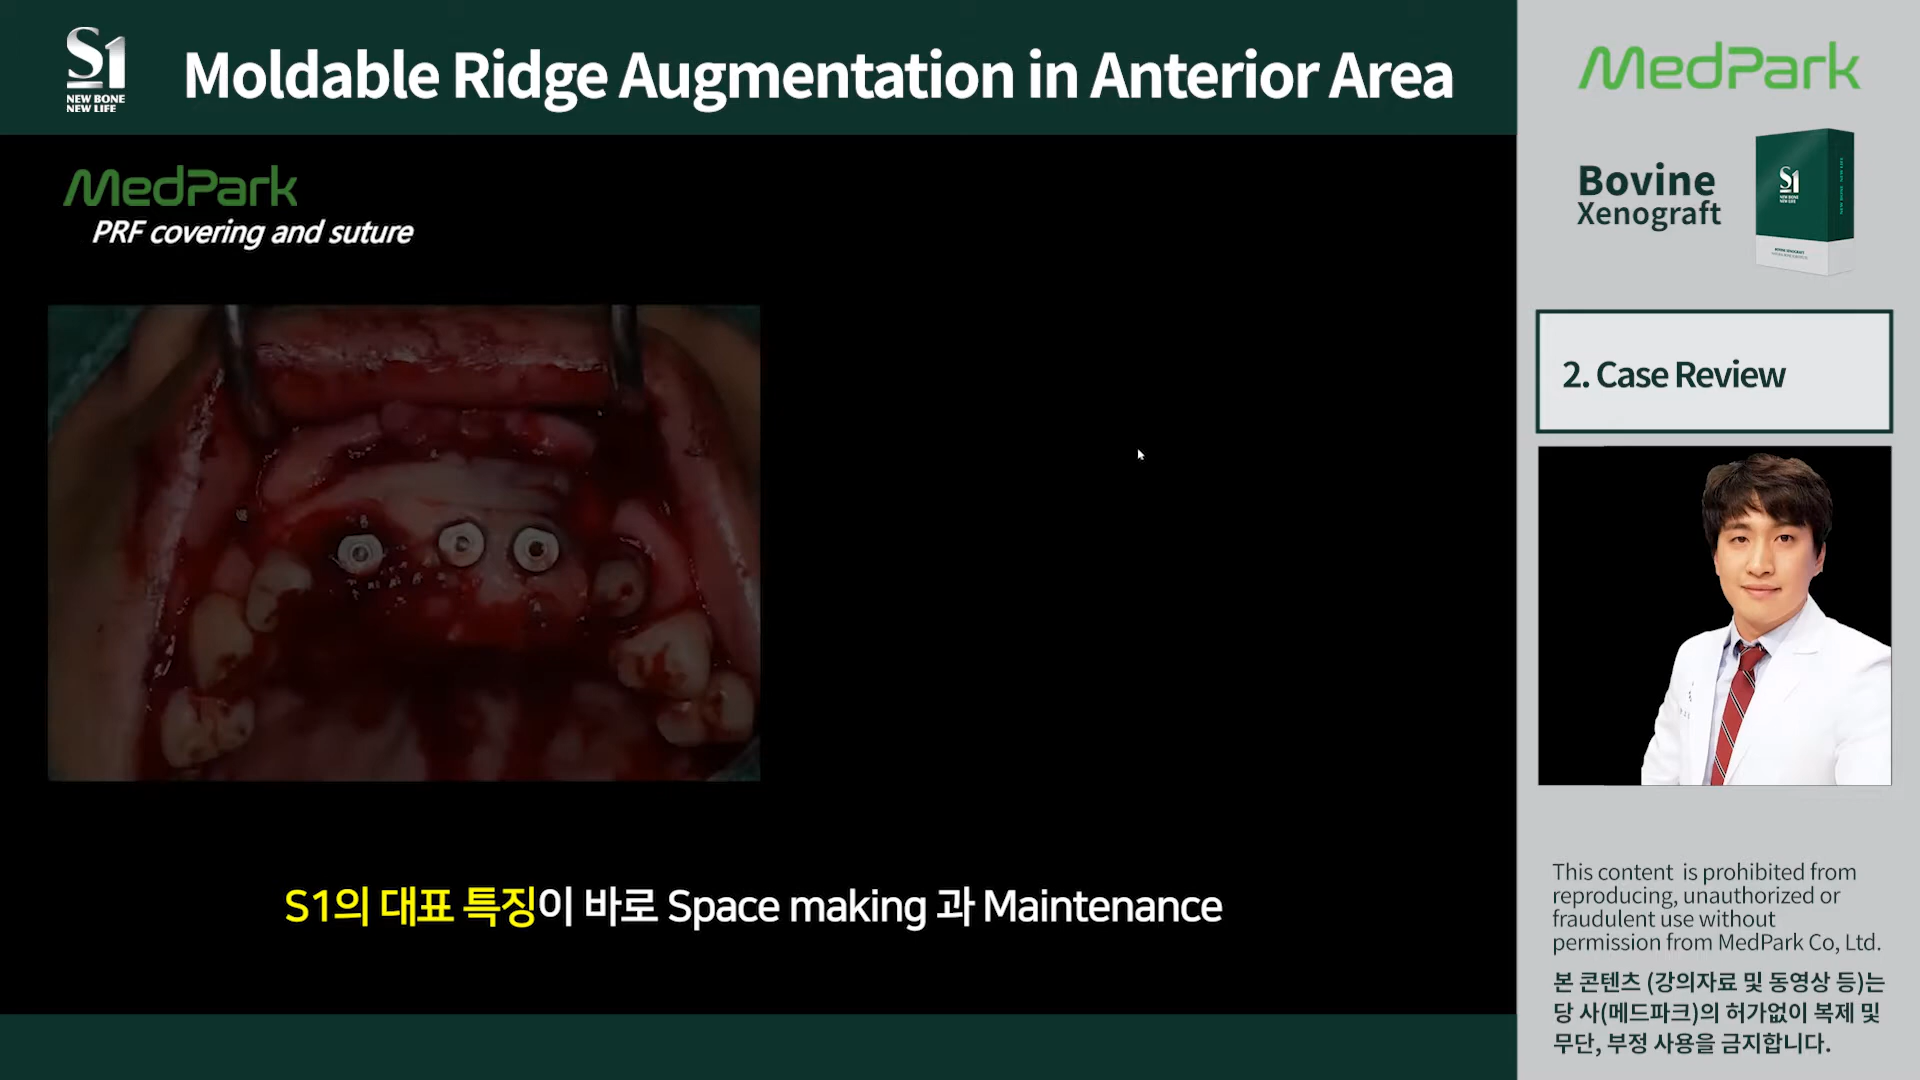 S1
NEW BONE
NEW LIFE
Moldable Ridge Augmentation in Anterior Area
MedPark
PRF covering and suture
S1의 대표 특징이 바로 Space making 과 Maintenance
MedPark
Bovine
Xenograft
S1
2. Case Review
This content is prohibited from
reproducing, unauthorized or
fraudulent use without
permission from MedPark Co, Ltd.
본 콘텐츠 (강의자료 및 동영상 등)는
당 사(메드파크)의 허가없이 복제 및
무단, 부정 사용을 금지합니다.